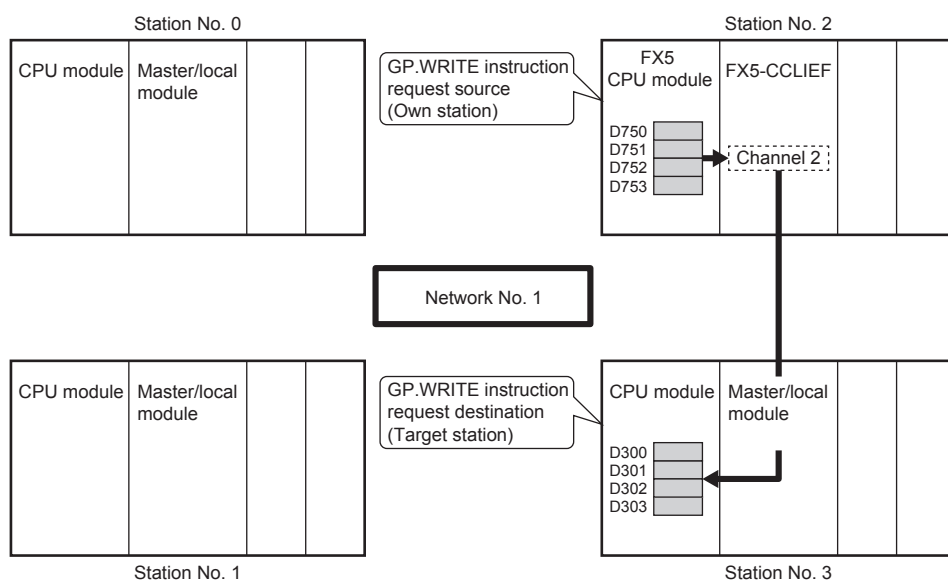 Station No. 0
CPU module
Master/local
module
GP.WRITE instruction
request source
(Own station)
Station No. 2
FX5
CPU module
FX5-CCLIEF
D750
D751
D752
D753
Channel 2
Network No. 1
CPU module
Master/local
module
Station No. 1
GP.WRITE instruction
request destination
(Target station)
CPU module
Master/local
module
D300
D301
D302
D303
Station No. 3